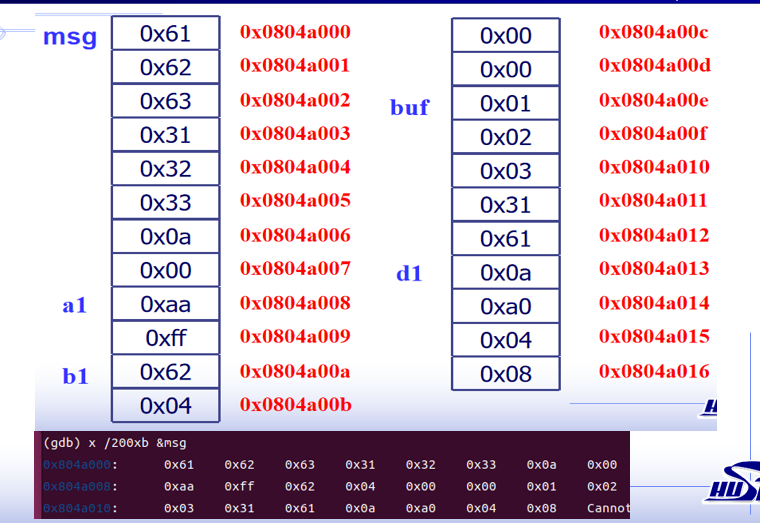 msg 0x61 0x0804a000 0x00 0x0804a00c
0x62 0x0804a001 0x00 0x0804a00d
0x63 0x0804a002 buf 0x01 0x0804a00e
0x31 0x0804a003 0x02 0x0804a00f
0x32 0x0804a004 0x03 0x0804a010
0x33 0x0804a005 0x31 0x0804a011
0x0a 0x0804a006 0x61 0x0804a012
0x00 0x0804a007 d1 0x0a 0x0804a013
a1 0xaa 0x0804a008 0xa0 0x0804a014
0xff 0x0804a009 0x04 0x0804a015
b1 0x62 0x0804a00a 0x08 0x0804a016
0x04 0x0804a00b
(gdb) x /200xb &msg
0x804a000: 0x61 0x62 0x63 0x31 0x32 0x33 0x0a 0x00
0x804a008: 0xaa 0xff 0x62 0x04 0x00 0x00 0x01 0x02
0x804a010: 0x03 0x31 0x61 0x0a 0xa0 0x04 0x08 Cannot